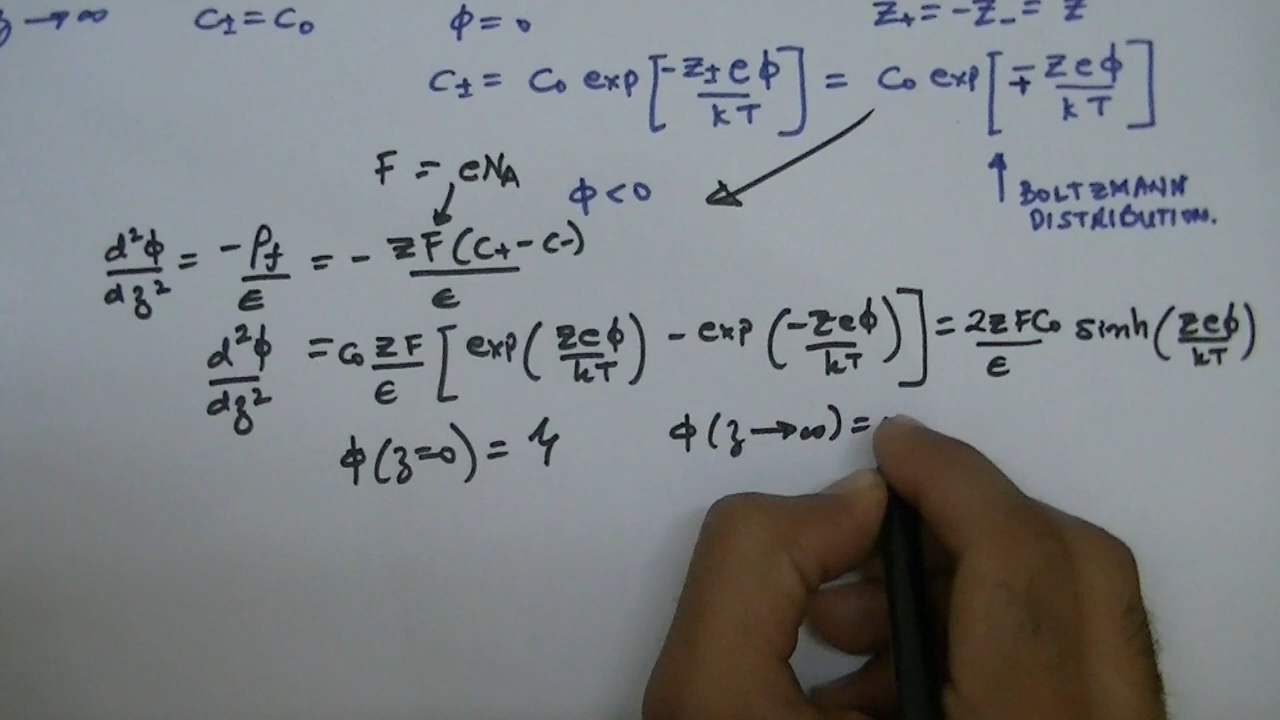 z → ∞ C± = C₀ ϕ = 0 Z₊ = -Z₋ = Z
C± = C₀ exp[-Z±eϕ/kT] = C₀ exp[∓Zeϕ/kT]
F = eN_A ϕ < 0 ↑ BOLTZMANN
DISTRIBUTION.
d²ϕ/dz² = -ρf/ϵ = - zF(C₊ - C₋)/ϵ
d²ϕ/dz² = C₀ ZF/ϵ [exp(Zeϕ/kT) - exp(-Zeϕ/kT)] = 2ZFC₀/ϵ sinh(Zeϕ/kT)
ϕ(z=0) = ζ ϕ(z → ∞) =